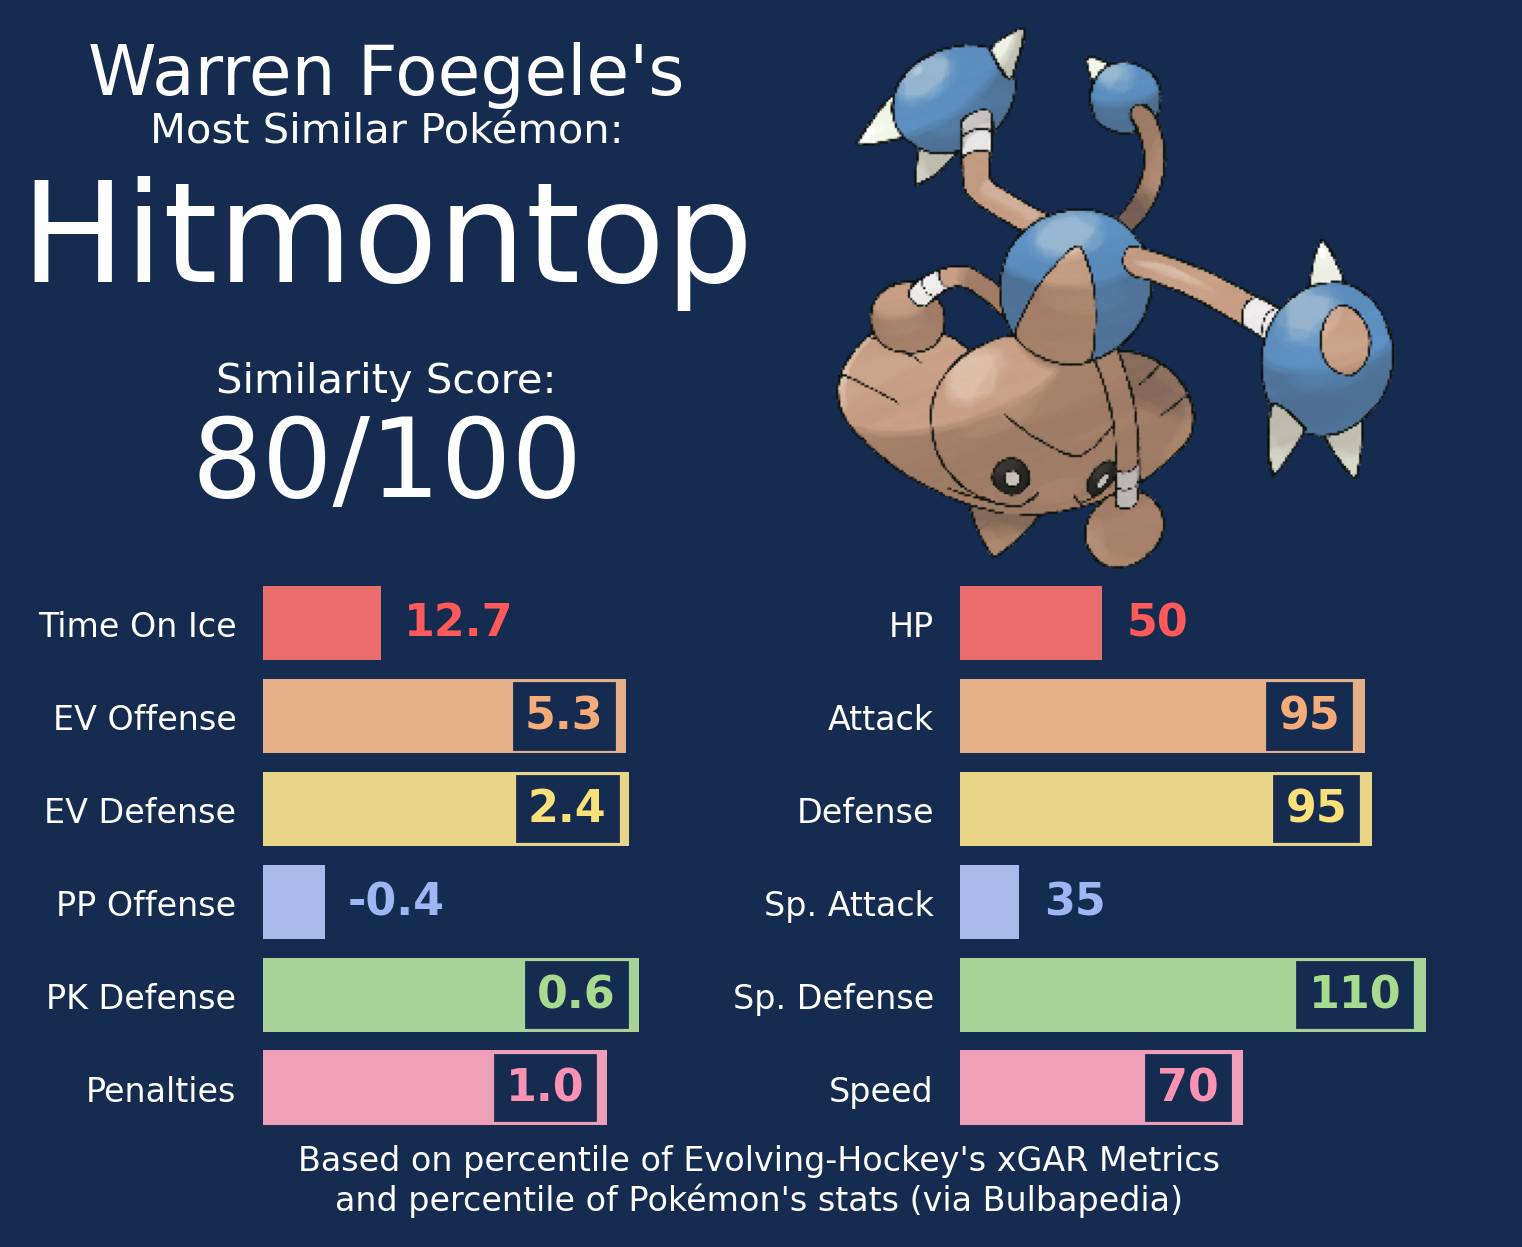 Warren Foegele's
Most Similar Pokémon:
Hitmontop
Similarity Score:
80/100
Time On Ice 12.7
EV Offense 5.3
EV Defense 2.4
PP Offense -0.4
PK Defense 0.6
Penalties 1.0
HP 50
Attack 95
Defense 95
Sp. Attack 35
Sp. Defense 110
Speed 70
Based on percentile of Evolving-Hockey's xGAR Metrics
and percentile of Pokémon's stats (via Bulbapedia)